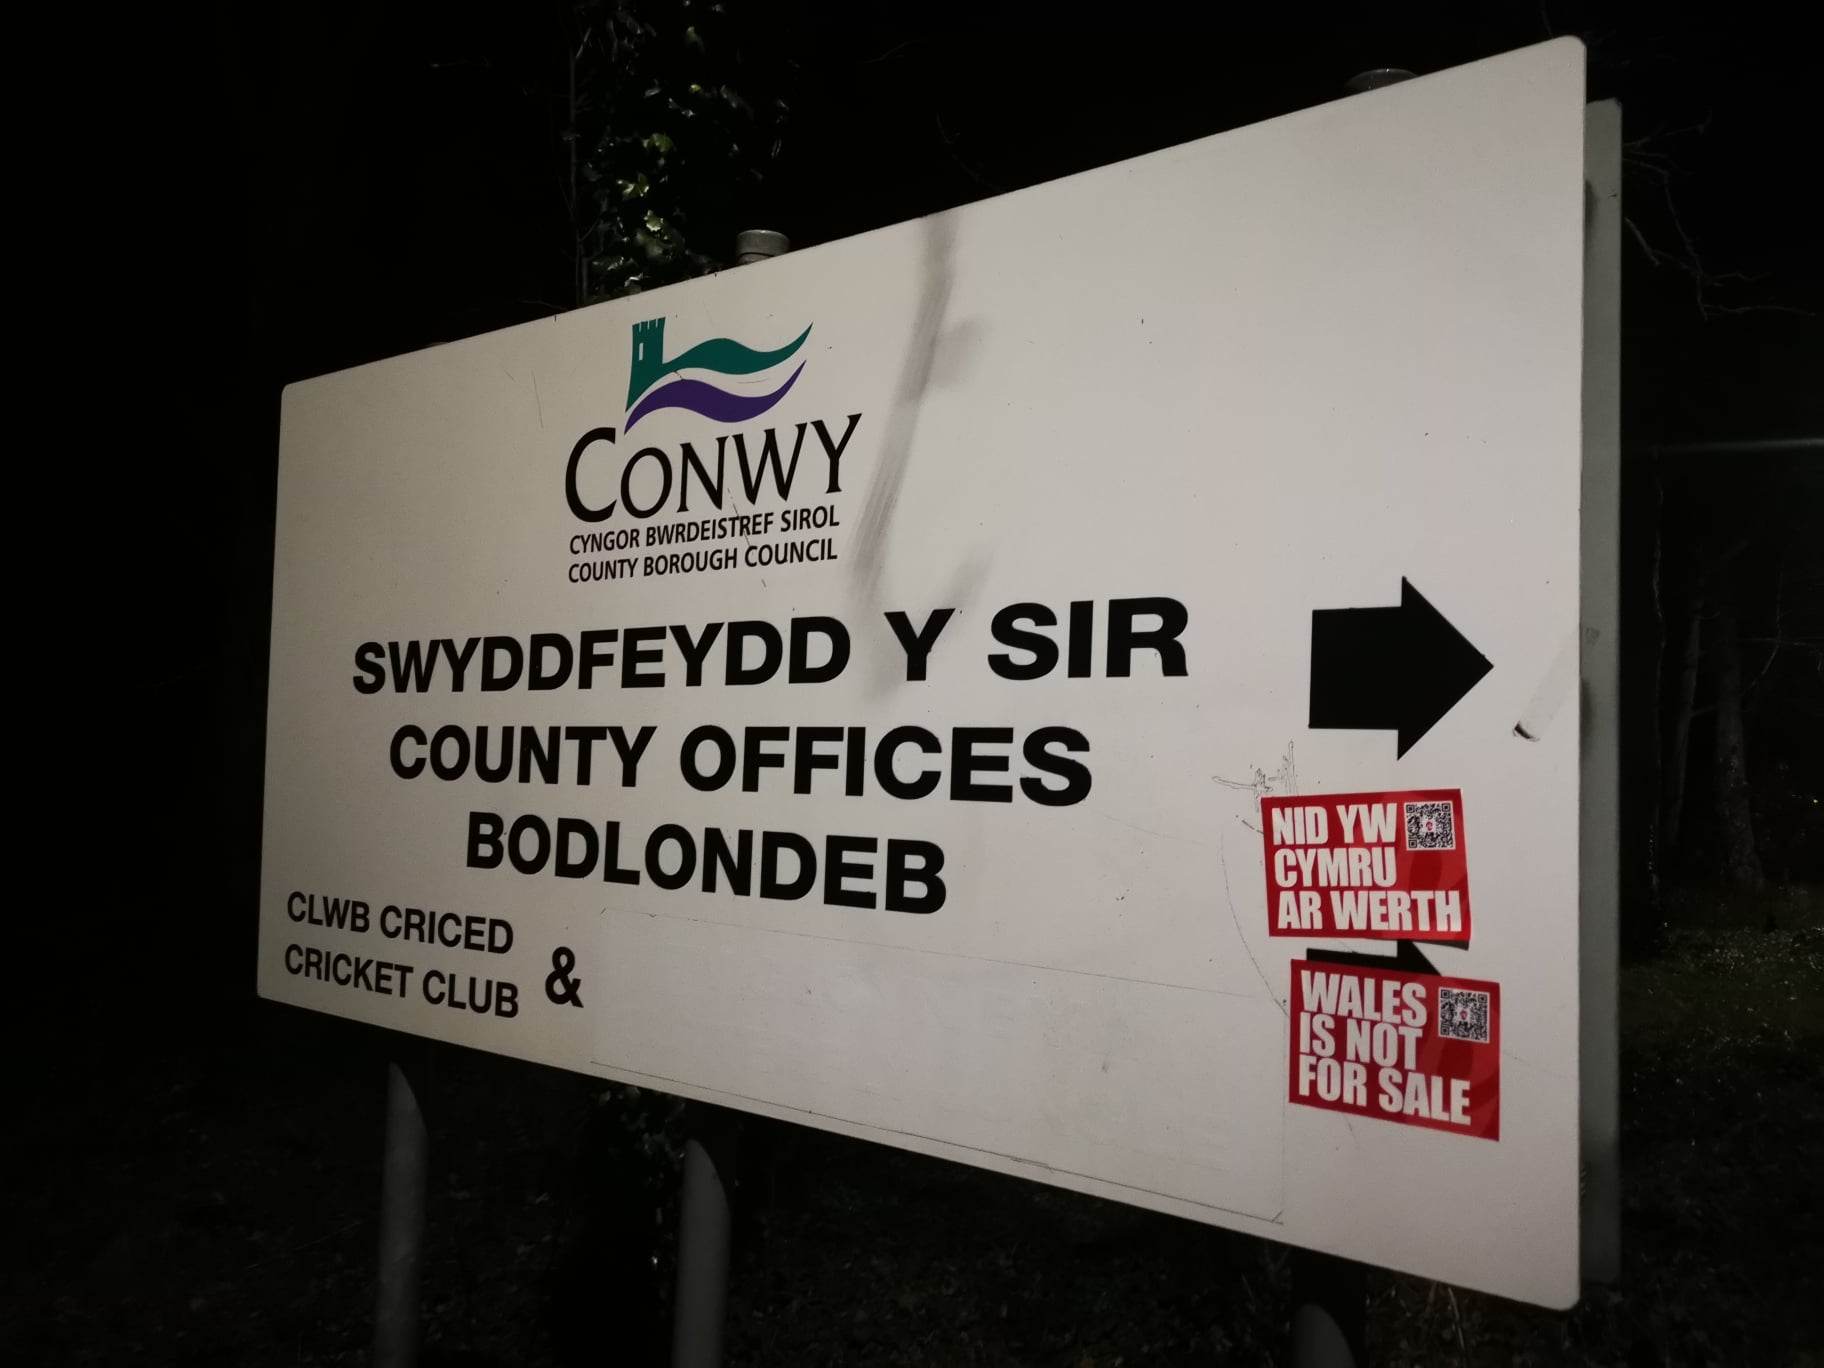 CONWY
CYNGOR BWRDEISTREF SIROL
COUNTY BOROUGH COUNCIL
SWYDDFEYDD Y SIR
COUNTY OFFICES
BODLONDEB
CLWB CRICED
CRICKET CLUB
&
NID YW
CYMRU
AR WERTH
WALES
IS NOT
FOR SALE